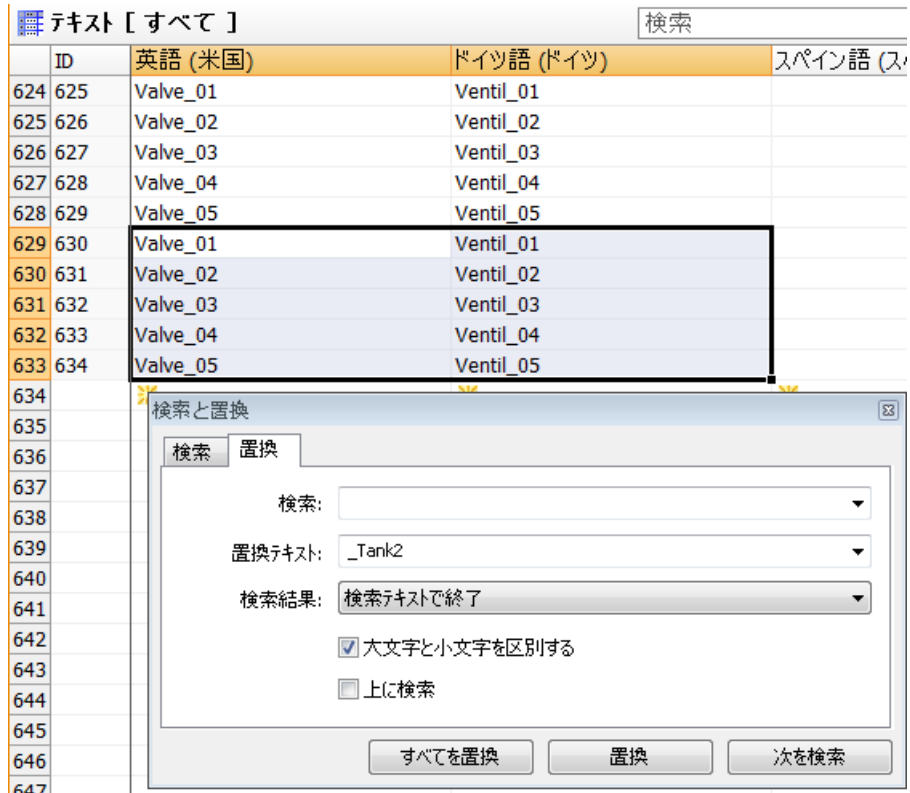 テキスト [ すべて ]
検索
ID 英語 (米国) ドイツ語 (ドイツ) スペイン語 (ス
624 625 Valve_01 Ventil_01
625 626 Valve_02 Ventil_02
626 627 Valve_03 Ventil_03
627 628 Valve_04 Ventil_04
628 629 Valve_05 Ventil_05
629 630 Valve_01 Ventil_01
630 631 Valve_02 Ventil_02
631 632 Valve_03 Ventil_03
632 633 Valve_04 Ventil_04
633 634 Valve_05 Ventil_05
634
635
636
637
638
639
640
641
642
643
644
645
646
647
検索と置換
検索 置換
検索:
置換テキスト: _Tank2
検索結果: 検索テキストで終了
大文字と小文字を区別する
上に検索
すべてを置換 置換 次を検索